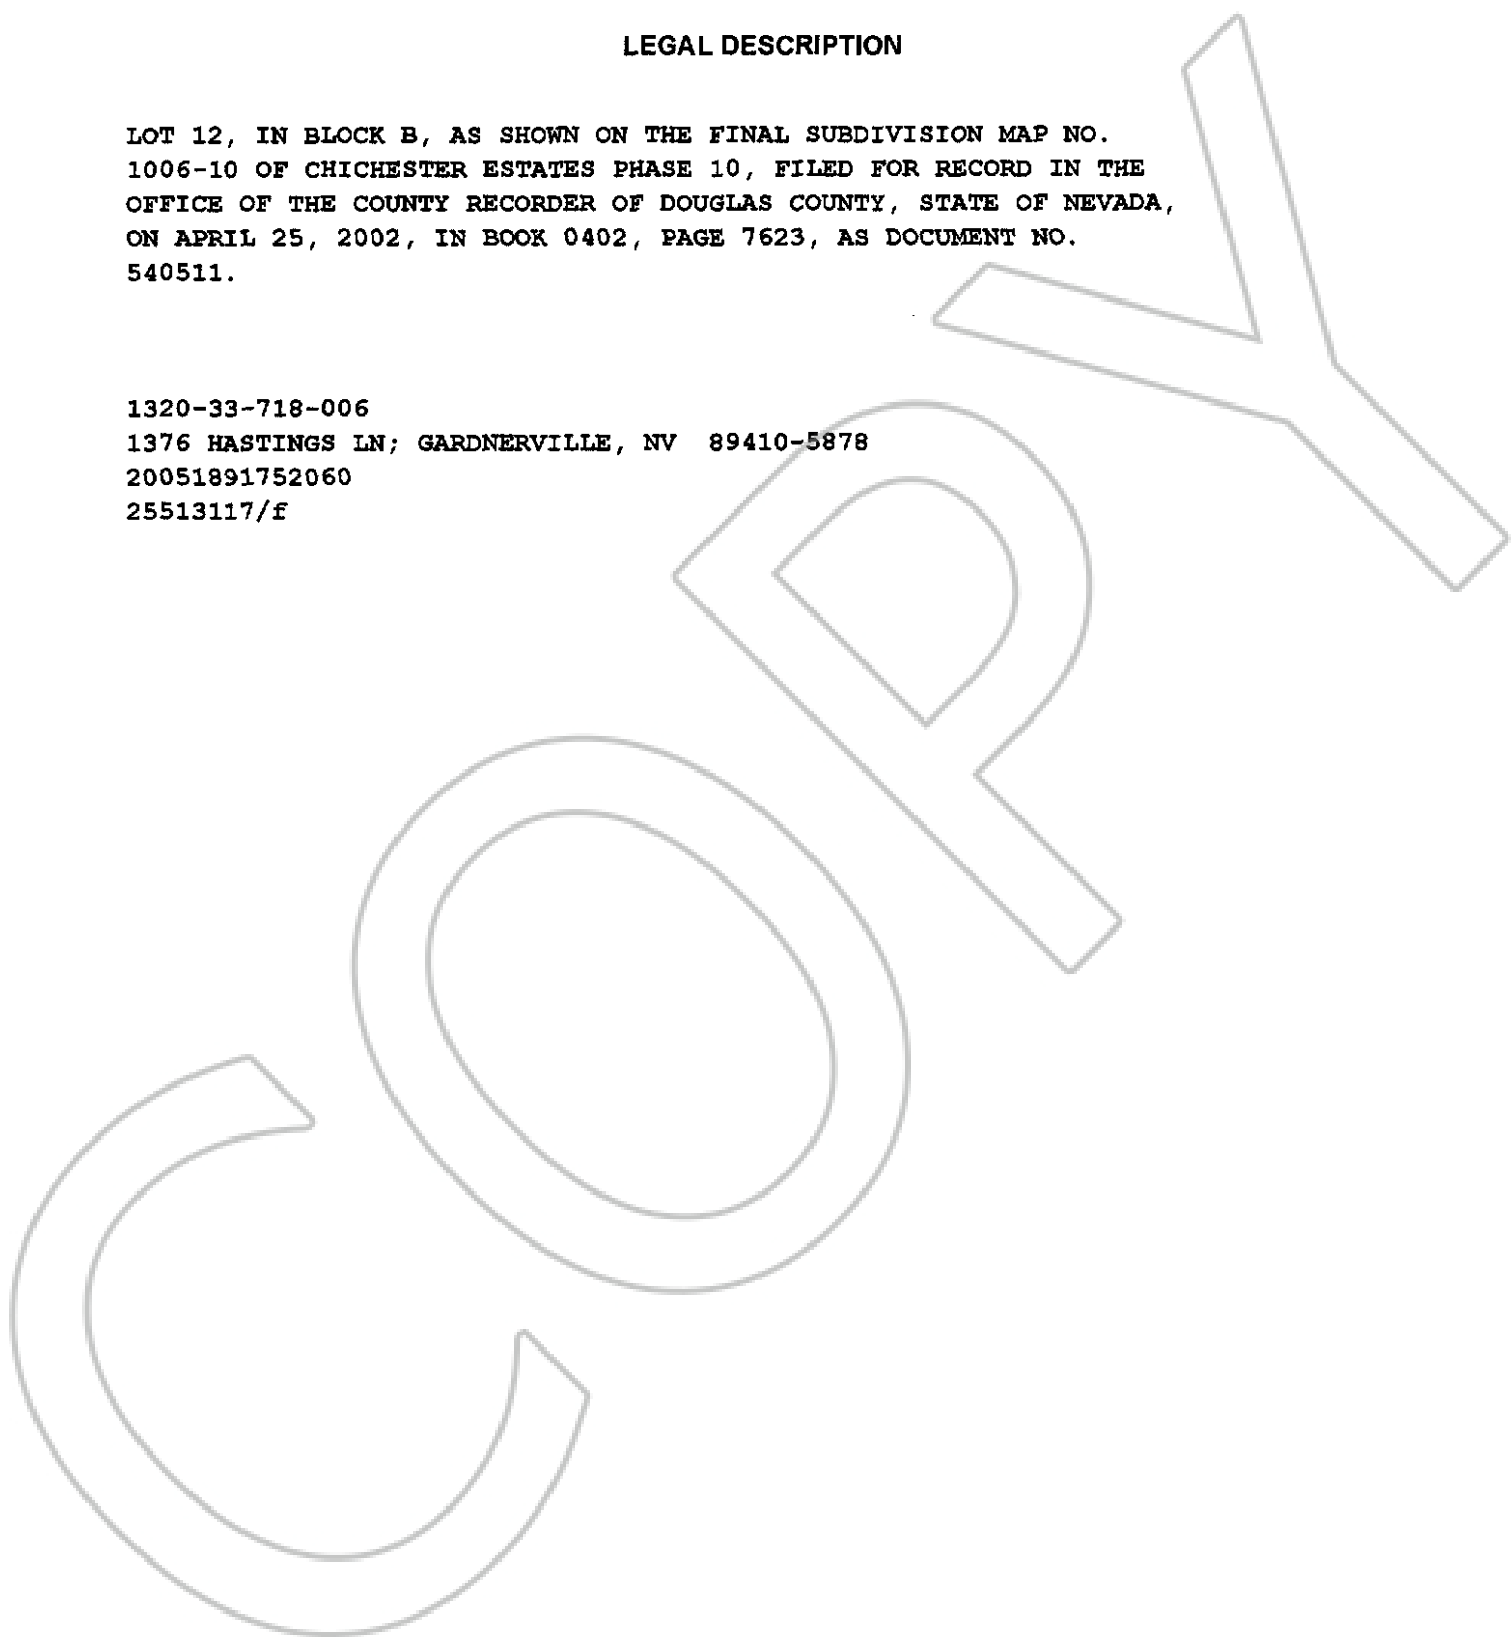 LEGAL DESCRIPTION
LOT 12, IN BLOCK B, AS SHOWN ON THE FINAL SUBDIVISION MAP NO.
1006-10 OF CHICHESTER ESTATES PHASE 10, FILED FOR RECORD IN THE
OFFICE OF THE COUNTY RECORDER OF DOUGLAS COUNTY, STATE OF NEVADA,
ON APRIL 25, 2002, IN BOOK 0402, PAGE 7623, AS DOCUMENT NO.
540511.
1320-33-718-006
1376 HASTINGS LN; GARDNERVILLE, NV  89410-5878
20051891752060
25513117/f
COPY